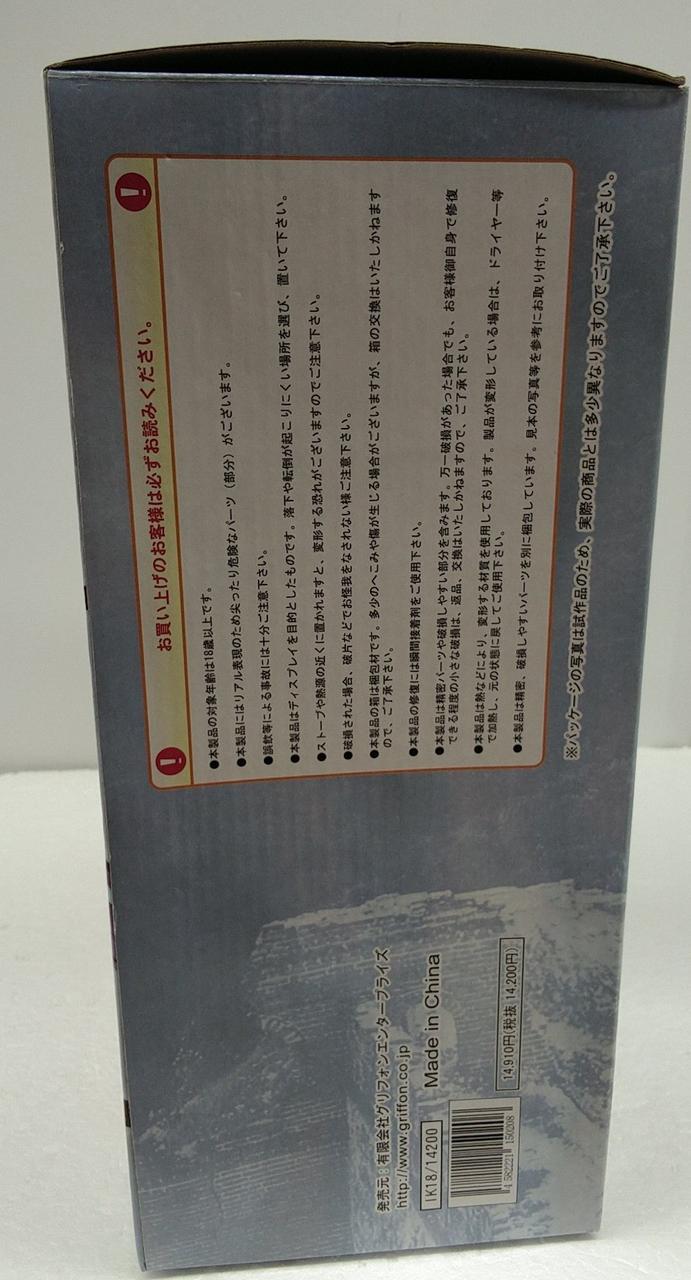 お買い上げのお客様は必ずお読みください。
●本製品の対象年齢は18歳以上です。
●本製品にはリアル表現のため尖ったり危険なパーツ（部分）がございます。
●誤飲等による事故には十分ご注意下さい。
●本製品はディスプレイを目的としたものです。落下や転倒が起こりにくい場所を選び、置いて下さい。
●ストーブや熱源の近くに置かれますと、変形する恐れがございますのでご注意下さい。
●破損された場合、破片などでお怪我をなされない様ご注意下さい。
●本製品の箱は梱包材です。多少のへこみや傷が生じる場合がございますが、箱の交換はいたしかねます
ので、ご了承下さい。
●本製品の修復には瞬間接着剤をご使用下さい。
●本製品は精密パーツや破損しやすい部分を含みます。万一破損があった場合でも、お客様御自身で修復
できる程度の小さな破損は、返品、交換はいたしかねますので、ご了承下さい。
●本製品は熱などにより、変形する材質を使用しております。製品が変形している場合は、ドライヤー等
で加熱し、元の状態に戻してご使用下さい。
●本製品は精密、破損しやすいパーツを別に梱包しています。見本の写真等を参考にお取り付け下さい。
※パッケージの写真は試作品のため、実際の商品とは多少異なりますのでご了承下さい。
発売元：有限会社グリフォンエンタープライズ
http://www.griffon.co.jp
IK18/14200
Made in China
4 582221 150208
14.910円(税抜 14.200円)